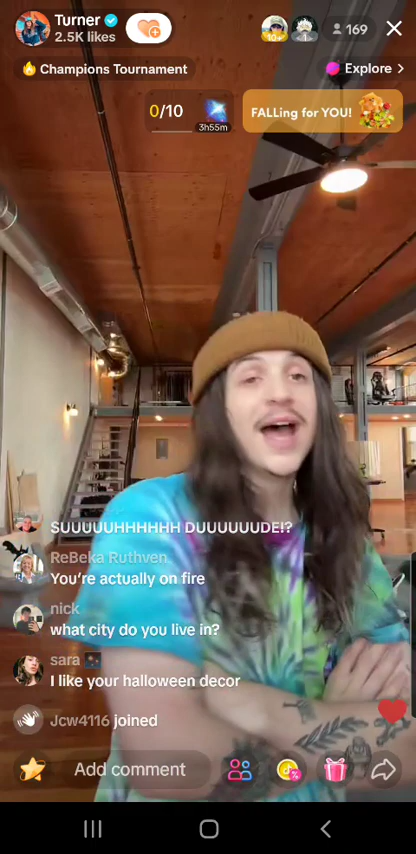 Turner
2.5K likes
10+
1
169
Champions Tournament
Explore >
0/10
3h55m
FALLing for YOU!
SUUUUUHHHHHH DUUUUUUDE!?
ReBeka Ruthven
You're actually on fire
nick
what city do you live in?
sara
I like your halloween decor
Jcw4116 joined
Add comment